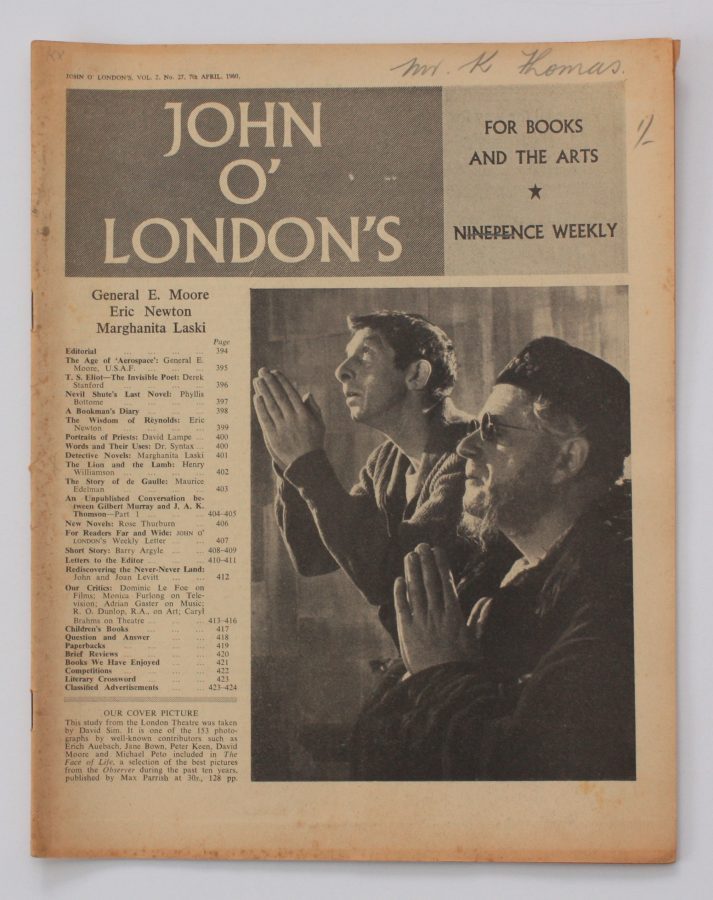 JOHN O' LONDON'S, VOL. 2, No. 27, 7th APRIL, 1960.
Mr. K Thomas.
1/-
JOHN
O'
LONDON'S
FOR BOOKS
AND THE ARTS
★
NINEPENCE WEEKLY
General E. Moore
Eric Newton
Marghanita Laski
Page
Editorial ... ... ... ... 394
The Age of 'Aerospace': General E.
Moore, U.S.A.F. ... ... 395
T. S. Eliot—The Invisible Poet: Derek
Stanford ... ... ... 396
Nevil Shute's Last Novel: Phyllis
Bottome ... ... ... 397
A Bookman's Diary ... ... ... 398
The Wisdom of Reynolds: Eric
Newton ... ... ... 399
Portraits of Priests: David Lampe ... 400
Words and Their Uses: Dr. Syntax ... 400
Detective Novels: Marghanita Laski 401
The Lion and the Lamb: Henry
Williamson ... ... ... 402
The Story of de Gaulle: Maurice
Edelman ... ... ... 403
An Unpublished Conversation be-
tween Gilbert Murray and J. A. K.
Thomson—Part 1 ... ... 404-405
New Novels: Rose Thurburn ... 406
For Readers Far and Wide: JOHN O'
LONDON'S Weekly Letter ... ... 407
Short Story: Barry Argyle ... ... 408-409
Letters to the Editor ... ... ... 410-411
Rediscovering the Never-Never Land:
John and Joan Levitt ... ... 412
Our Critics: Dominic Le Foe on
Films; Monica Furlong on Tele-
vision; Adrian Gaster on Music;
R. O. Dunlop, R.A., on Art; Caryl
Brahms on Theatre ... ... ... 413-416
Children's Books ... ... ... 417
Question and Answer ... ... ... 418
Paperbacks ... ... ... ... 419
Brief Reviews ... ... ... ... 420
Books We Have Enjoyed ... ... 421
Competitions ... ... ... ... 422
Literary Crossword ... ... ... 423
Classified Advertisements ... ... 423-424
OUR COVER PICTURE
This study from the London Theatre was taken
by David Sim. It is one of the 153 photo-
graphs by well-known contributors such as
Erich Auebach, Jane Bown, Peter Keen, David
Moore and Michael Peto included in The
Face of Life, a selection of the best pictures
from the Observer during the past ten years,
published by Max Parrish at 30s., 128 pp.